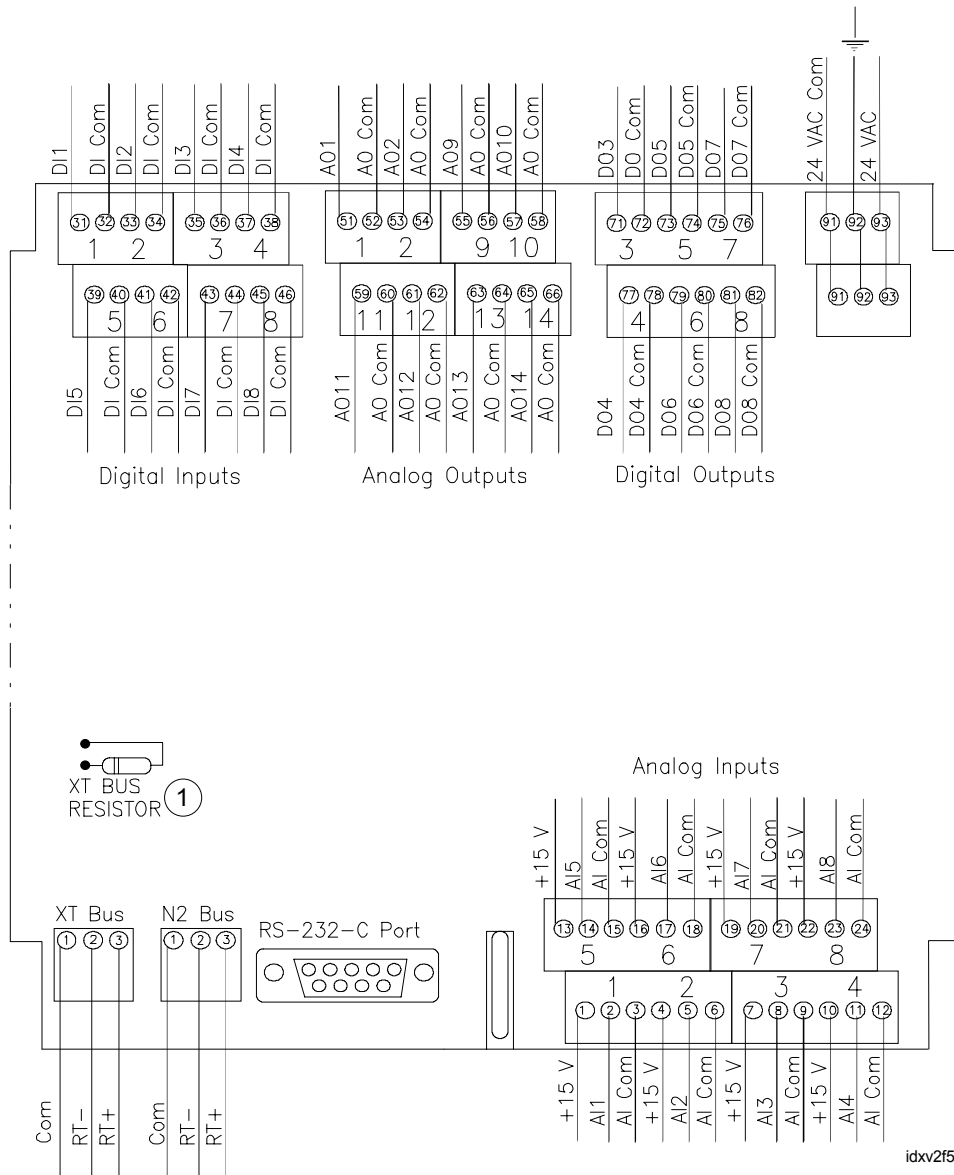 24 VAC Com
24 VAC
DI1
DI Com
DI2
DI Com
DI3
DI Com
DI4
DI Com
AO1
AO Com
AO2
AO Com
AO9
AO Com
AO10
AO Com
DO3
DO Com
DO5
DO5 Com
DO7
DO7 Com
31 32 33 34 35 36 37 38
1 2 3 4
51 52 53 54 55 56 57 58
1 2 9 10
71 72 73 74 75 76
3 5 7
91 92 93
39 40 41 42 43 44 45 46
5 6 7 8
59 60 61 62 63 64 65 66
11 12 13 14
77 78 79 80 81 82
4 6 8
91 92 93
DI5
DI Com
DI6
DI Com
DI7
DI Com
DI8
DI Com
AO11
AO Com
AO12
AO Com
AO13
AO Com
AO14
AO Com
DO4
DO4 Com
DO6
DO6 Com
DO8
DO8 Com
Digital Inputs
Analog Outputs
Digital Outputs
XT BUS
RESISTOR
1
Analog Inputs
+15 V
AI5
AI Com
+15 V
AI6
AI Com
+15 V
AI7
AI Com
+15 V
AI8
AI Com
XT Bus
1 2 3
N2 Bus
1 2 3
RS-232-C Port
13 14 15 16 17 18 19 20 21 22 23 24
5 6 7 8
1 2 3 4
1 2 3 4 5 6 7 8 9 10 11 12
Com
RT-
RT+
Com
RT-
RT+
+15 V
AI1
AI Com
+15 V
AI2
AI Com
+15 V
AI3
AI Com
+15 V
AI4
AI Com
idxv2f5